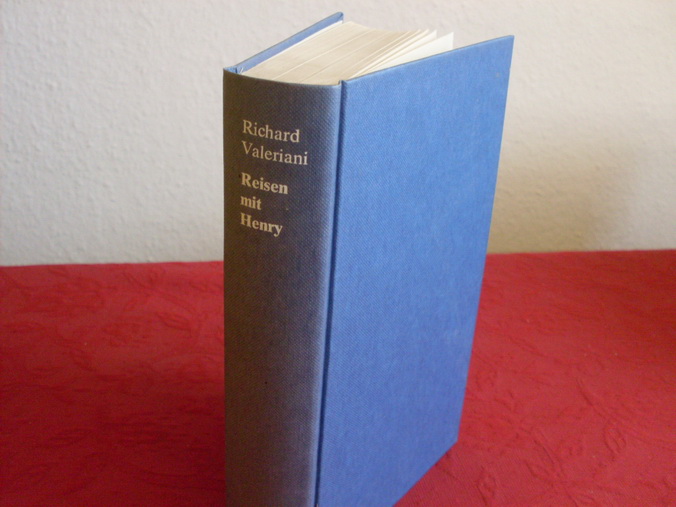 Richard
Valeriani
Reisen
mit
Henry